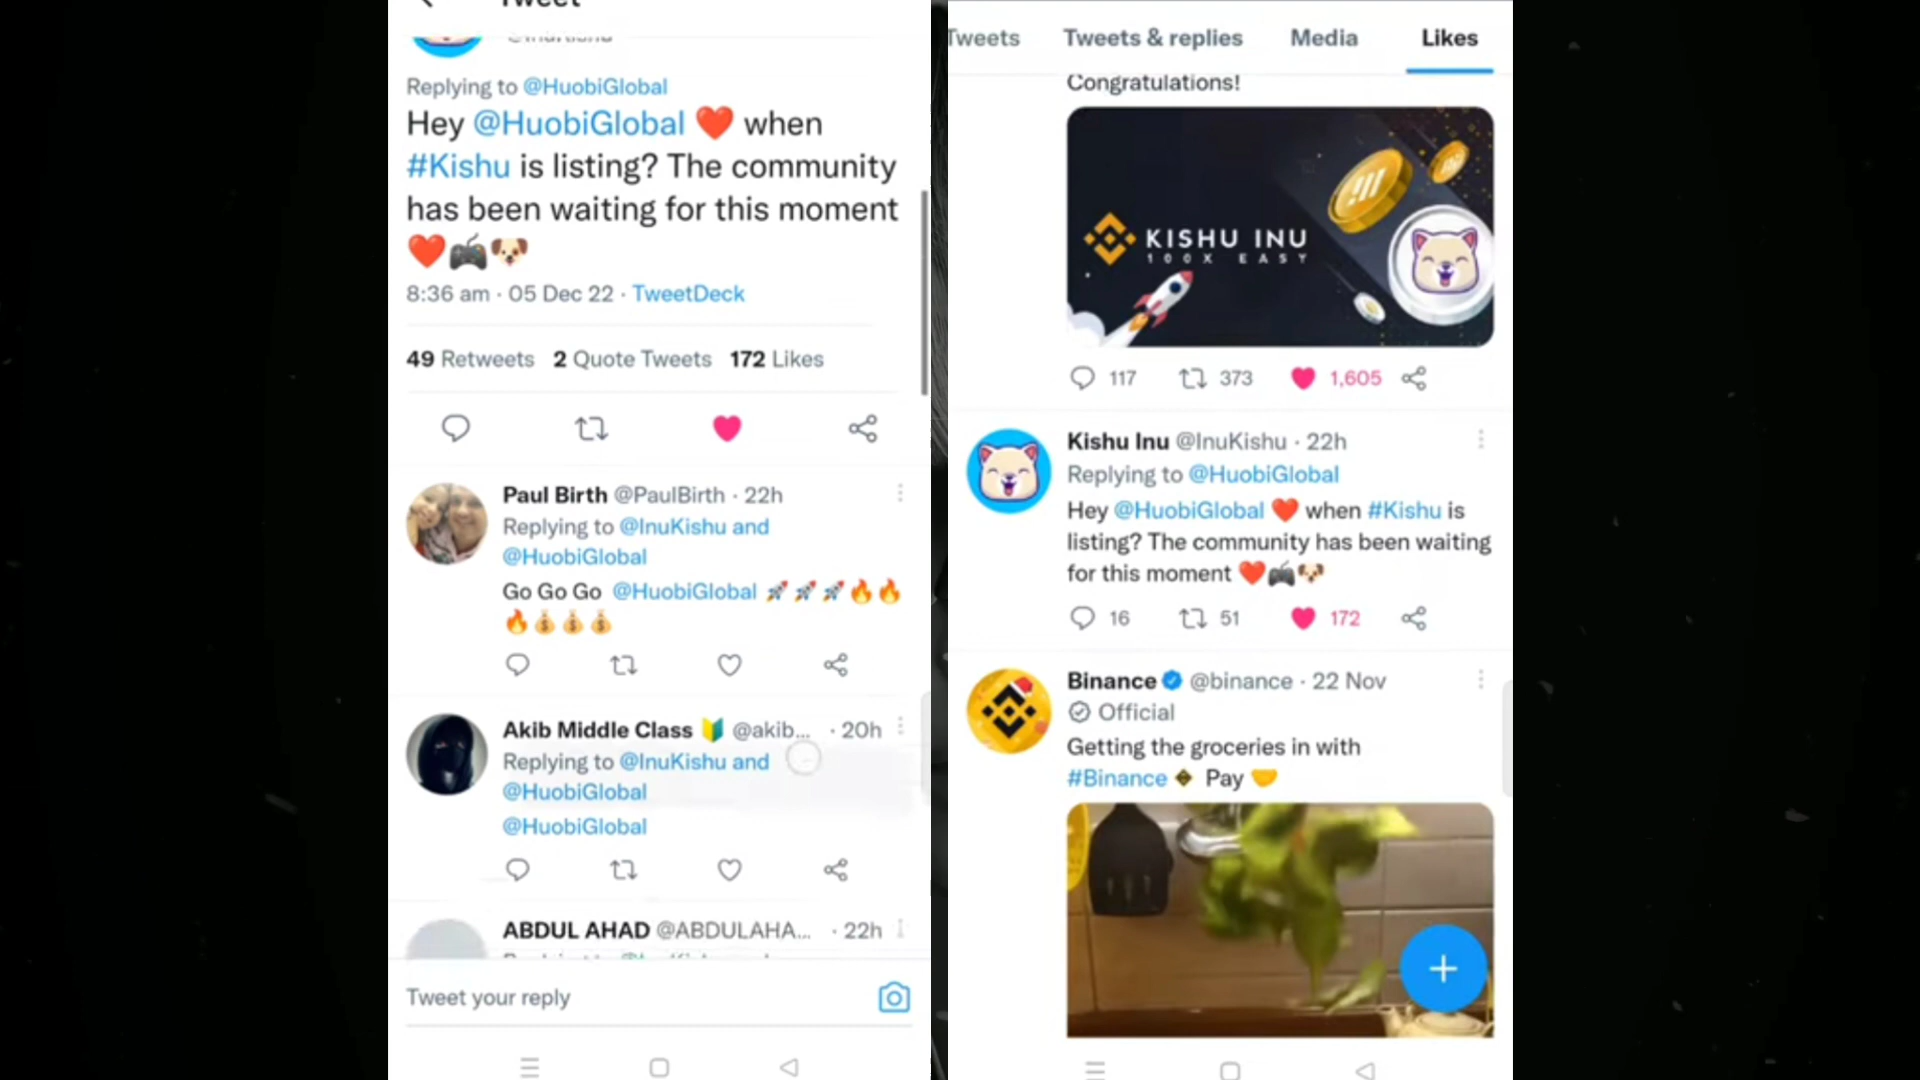 Tweet
@InuKishu
Replying to @HuobiGlobal
Hey @HuobiGlobal ❤️ when
#Kishu is listing? The community
has been waiting for this moment
❤️🎮🐶
8:36 am · 05 Dec 22 · TweetDeck
49 Retweets 2 Quote Tweets 172 Likes
Paul Birth @PaulBirth · 22h
Replying to @InuKishu and
@HuobiGlobal
Go Go Go @HuobiGlobal 🚀🚀🚀🔥🔥
🔥💰💰💰
Akib Middle Class 🔰 @akib... · 20h
Replying to @InuKishu and
@HuobiGlobal
@HuobiGlobal
ABDUL AHAD @ABDULAHA... · 22h
Tweet your reply
Tweets Tweets & replies Media Likes
Congratulations!
KISHU INU
100X EASY
117 373 1,605
Kishu Inu @InuKishu · 22h
Replying to @HuobiGlobal
Hey @HuobiGlobal ❤️ when #Kishu is
listing? The community has been waiting
for this moment ❤️🎮🐶
16 51 172
Binance @binance · 22 Nov
Official
Getting the groceries in with
#Binance Pay 🤝